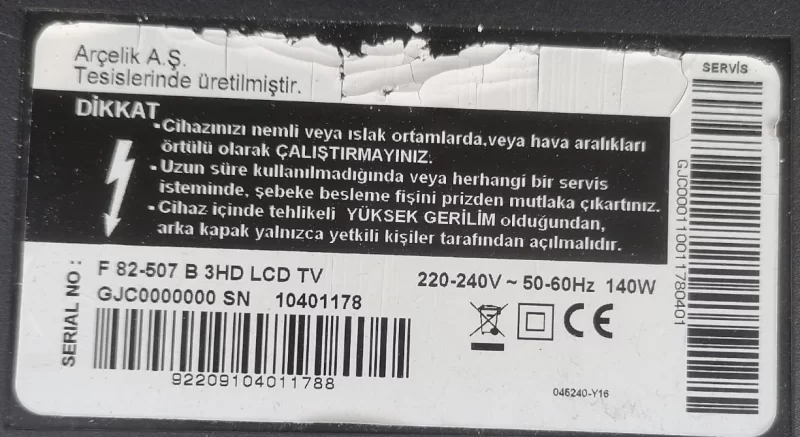 Arçelik A.Ş.
Tesislerinde üretilmiştir.
DİKKAT
-Cihazınızı nemli veya ıslak ortamlarda,veya hava aralıkları
örtülü olarak ÇALIŞTIRMAYINIZ.
-Uzun süre kullanılmadığında veya herhangi bir servis
isteminde, şebeke besleme fişini prizden mutlaka çıkartınız.
-Cihaz içinde tehlikeli YÜKSEK GERİLİM olduğundan,
arka kapak yalnızca yetkili kişiler tarafından açılmalıdır.
SERIAL NO :
F 82-507 B 3HD LCD TV
GJC0000000 SN 10401178
92209104011788
220-240V ~ 50-60Hz 140W
CE
046240-Y16
SERVİS
GJC000110011780401